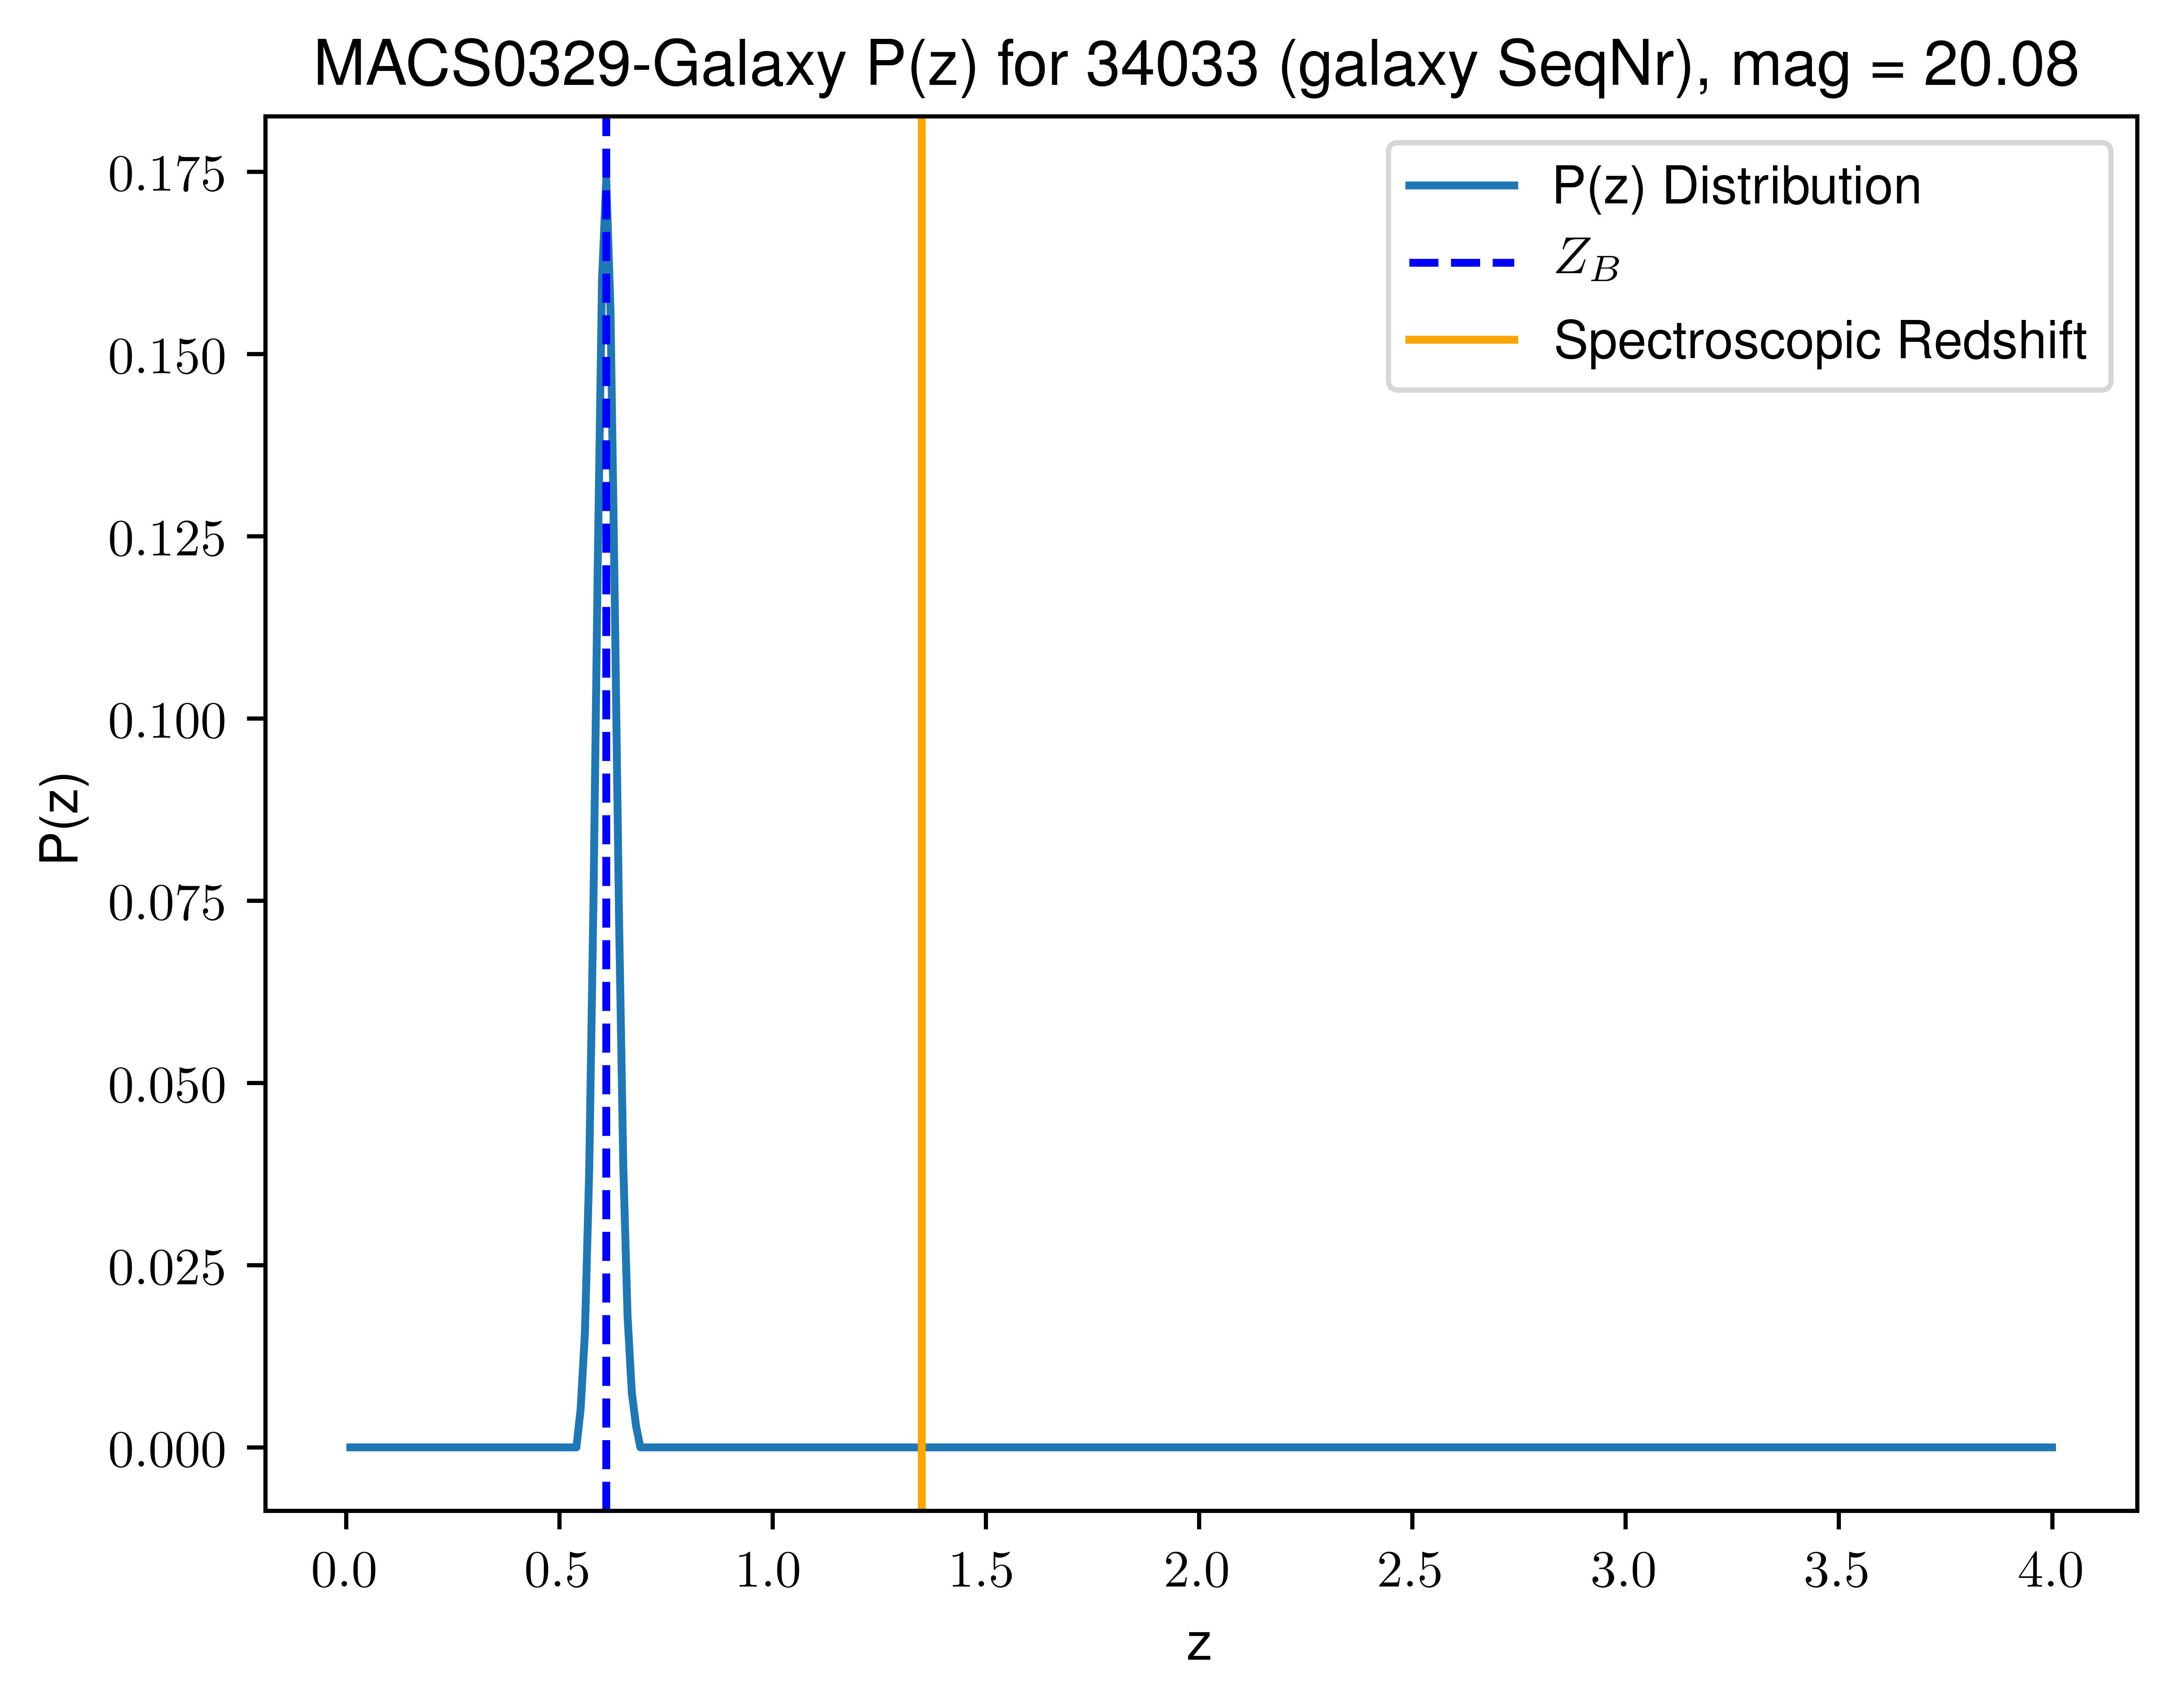 MACS0329-Galaxy P(z) for 34033 (galaxy SeqNr), mag = 20.08
P(z) Distribution
Z_B
Spectroscopic Redshift
P(z)
0.175
0.150
0.125
0.100
0.075
0.050
0.025
0.000
0.0 0.5 1.0 1.5 2.0 2.5 3.0 3.5 4.0
z